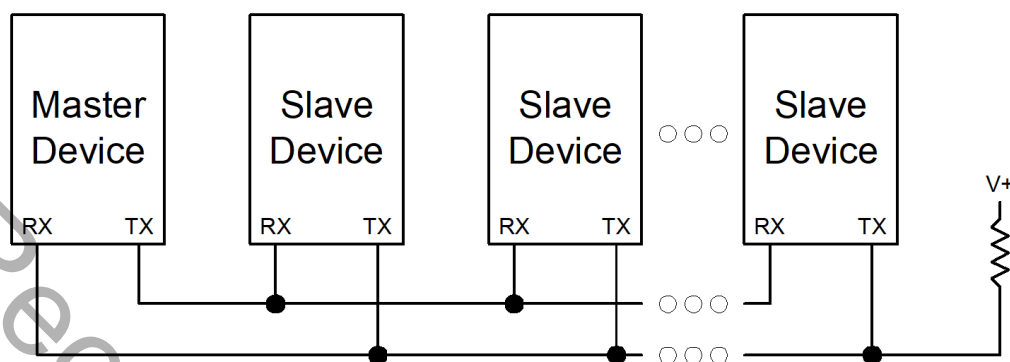 Master Device
Slave Device
Slave Device
Slave Device
V+
RX TX RX TX RX TX RX TX